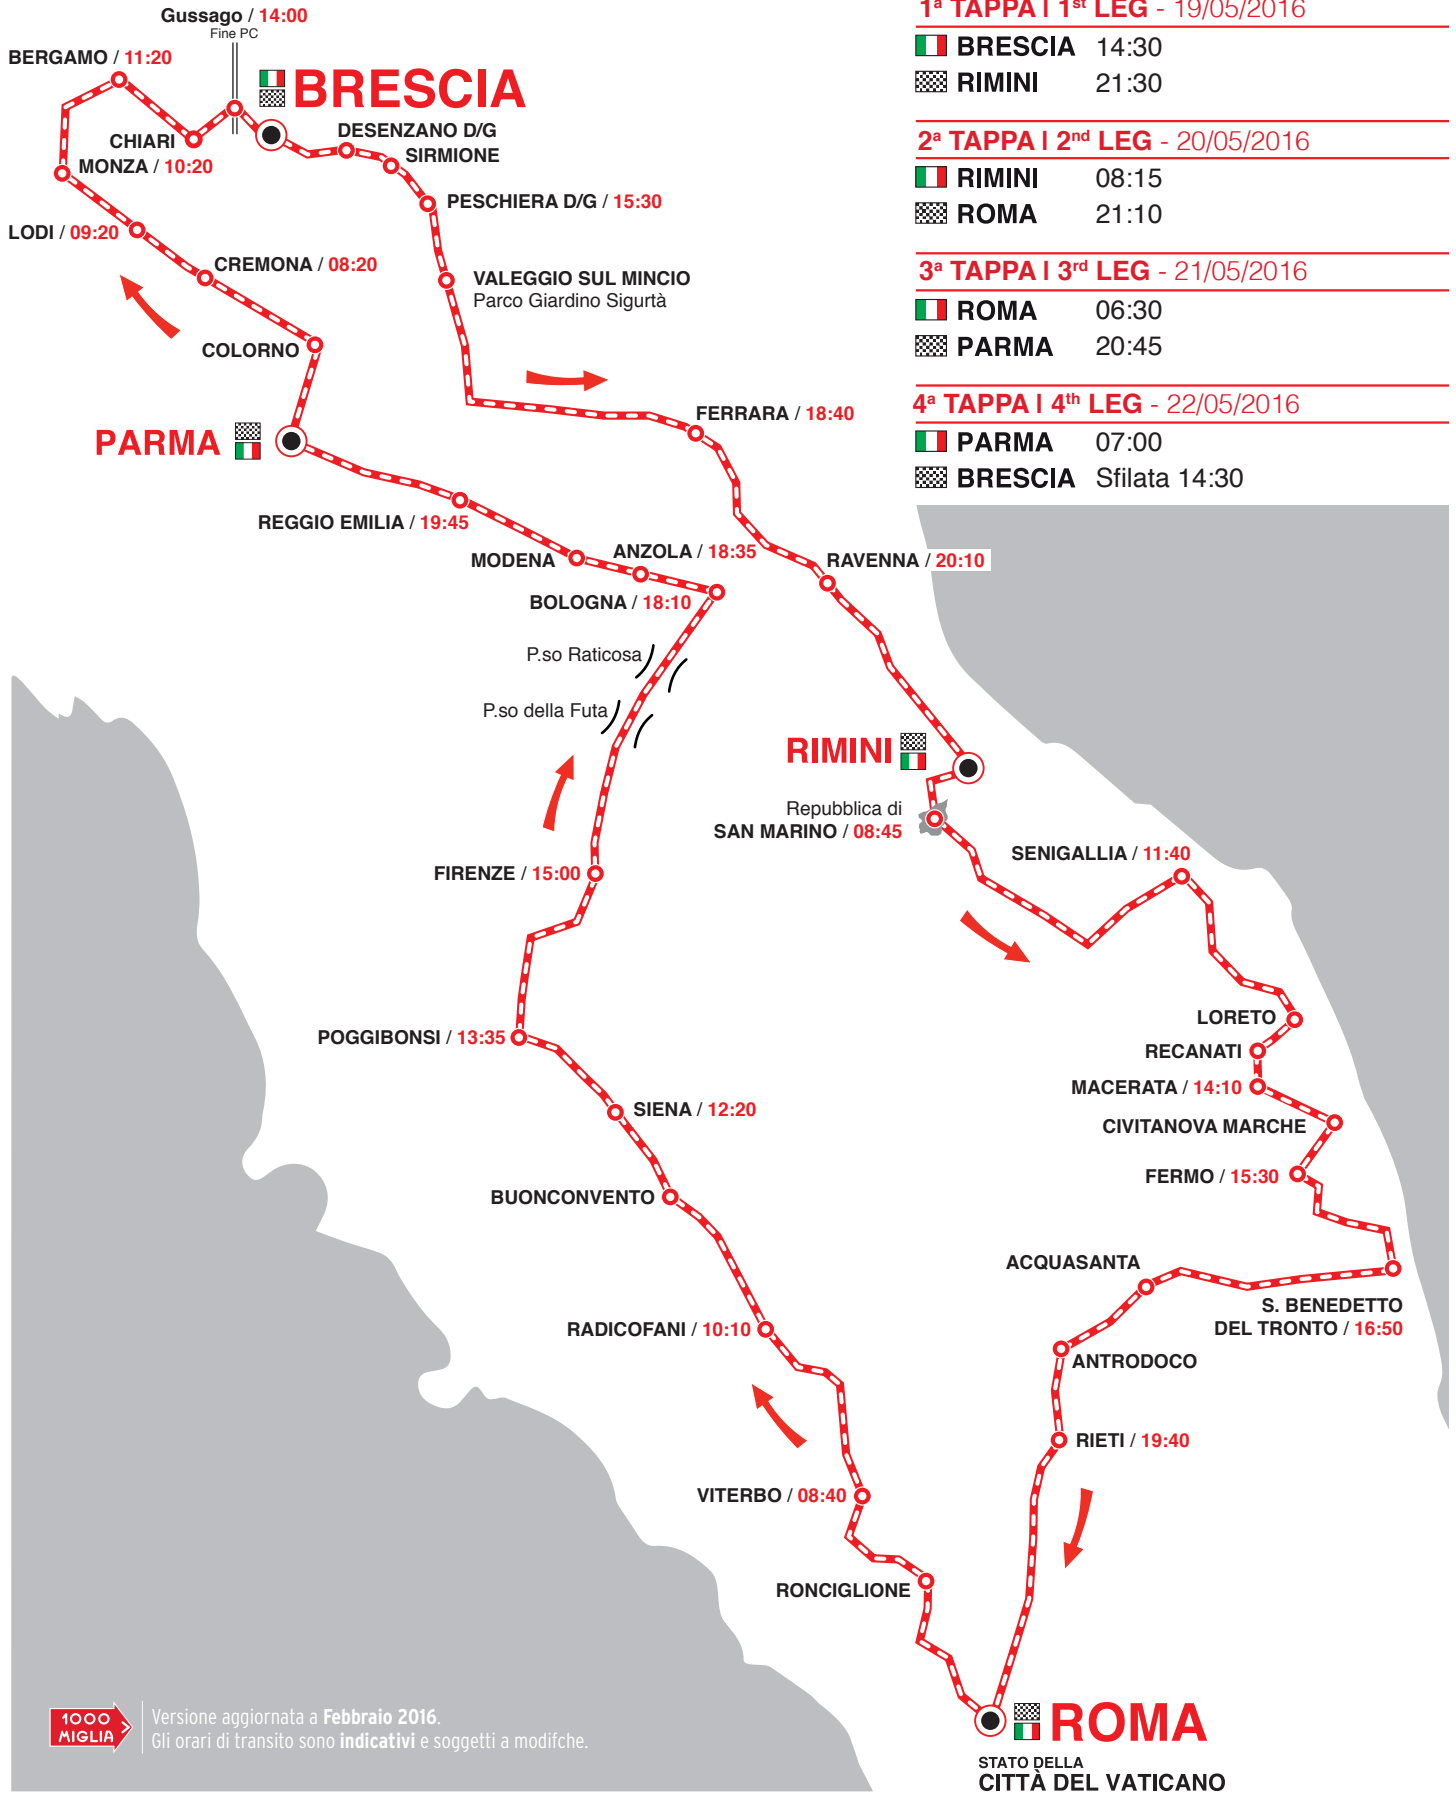 Gussago / 14:00
Fine PC
BERGAMO / 11:20
BRESCIA
CHIARI
MONZA / 10:20
DESENZANO D/G
SIRMIONE
PESCHIERA D/G / 15:30
LODI / 09:20
CREMONA / 08:20
VALEGGIO SUL MINCIO
Parco Giardino Sigurtà
COLORNO
FERRARA / 18:40
PARMA
REGGIO EMILIA / 19:45
MODENA
ANZOLA / 18:35
BOLOGNA / 18:10
RAVENNA / 20:10
P.so Raticosa
P.so della Futa
RIMINI
Repubblica di
SAN MARINO / 08:45
FIRENZE / 15:00
SENIGALLIA / 11:40
POGGIBONSI / 13:35
LORETO
RECANATI
MACERATA / 14:10
SIENA / 12:20
CIVITANOVA MARCHE
FERMO / 15:30
BUONCONVENTO
ACQUASANTA
S. BENEDETTO
DEL TRONTO / 16:50
RADICOFANI / 10:10
ANTRODOCO
RIETI / 19:40
VITERBO / 08:40
RONCIGLIONE
ROMA
STATO DELLA
CITTÀ DEL VATICANO
1ª TAPPA | 1st LEG - 19/05/2016
BRESCIA 14:30
RIMINI 21:30
2ª TAPPA | 2nd LEG - 20/05/2016
RIMINI 08:15
ROMA 21:10
3ª TAPPA | 3rd LEG - 21/05/2016
ROMA 06:30
PARMA 20:45
4ª TAPPA | 4th LEG - 22/05/2016
PARMA 07:00
BRESCIA Sfilata 14:30
1000
MIGLIA
Versione aggiornata a Febbraio 2016.
Gli orari di transito sono indicativi e soggetti a modifche.